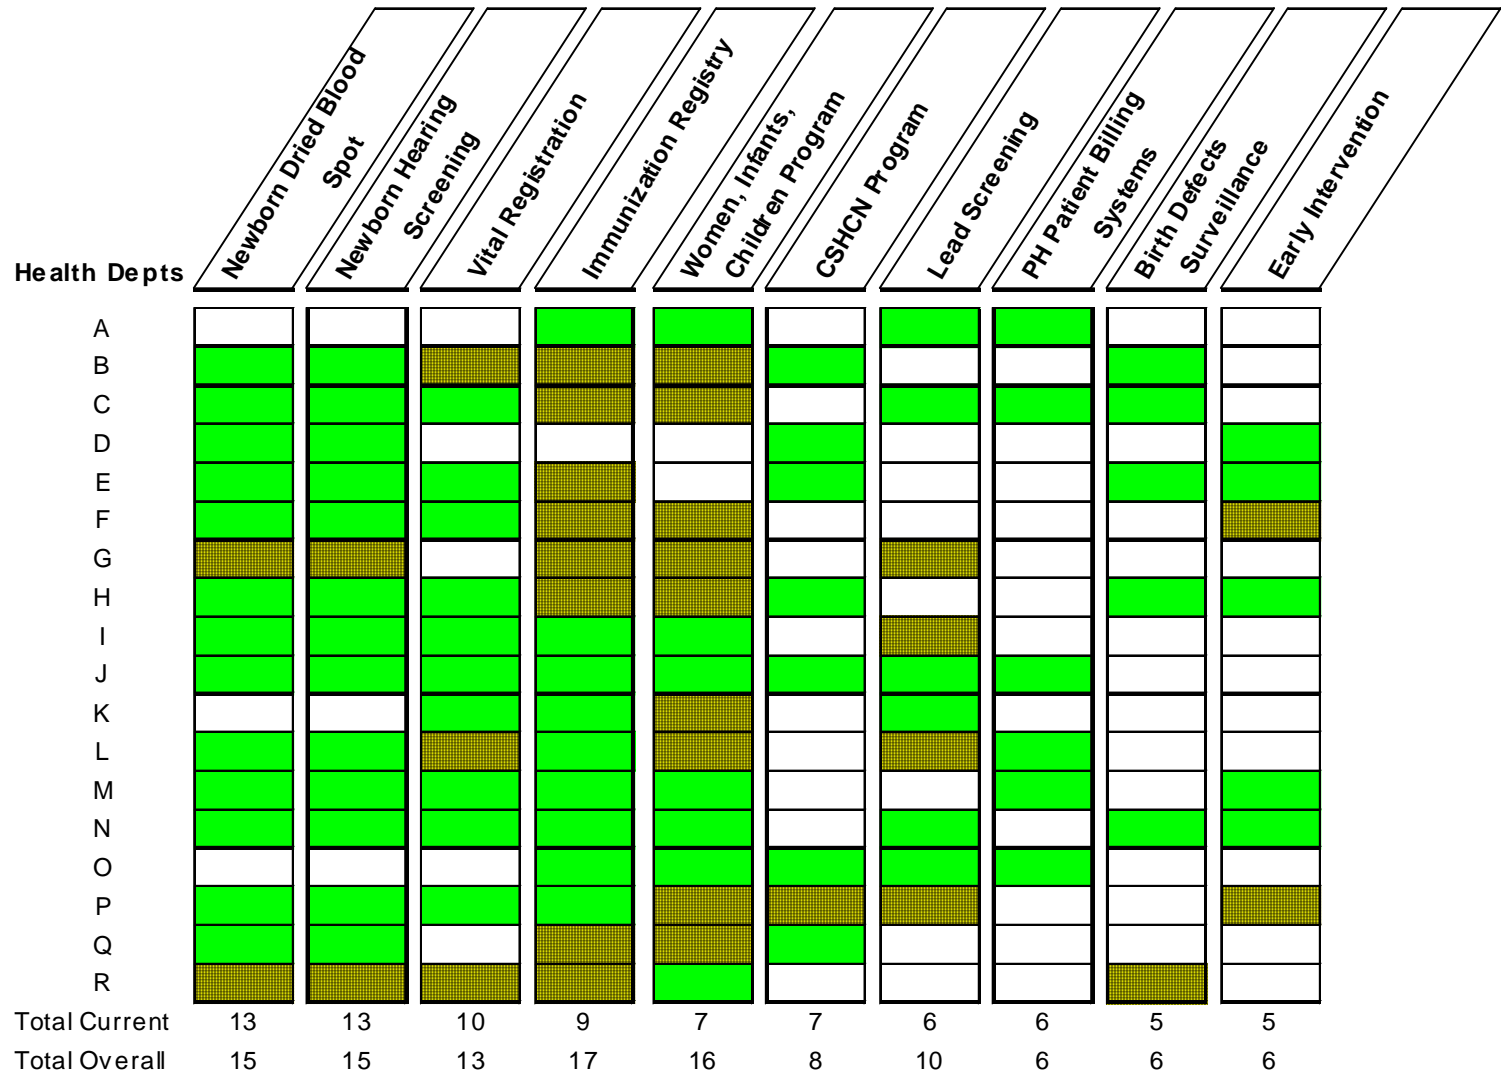 Newborn Dried Blood
Spot
Newborn Hearing
Screening
Vital Registration
Immunization Registry
Women, Infants,
Children Program
CSHCN Program
Lead Screening
PH Patient Billing
Systems
Birth Defects
Surveillance
Early Intervention
Health Depts
A
B
C
D
E
F
G
H
I
J
K
L
M
N
O
P
Q
R
Total Current 13 13 10 9 7 7 6 6 5 5
Total Overall 15 15 13 17 16 8 10 6 6 6